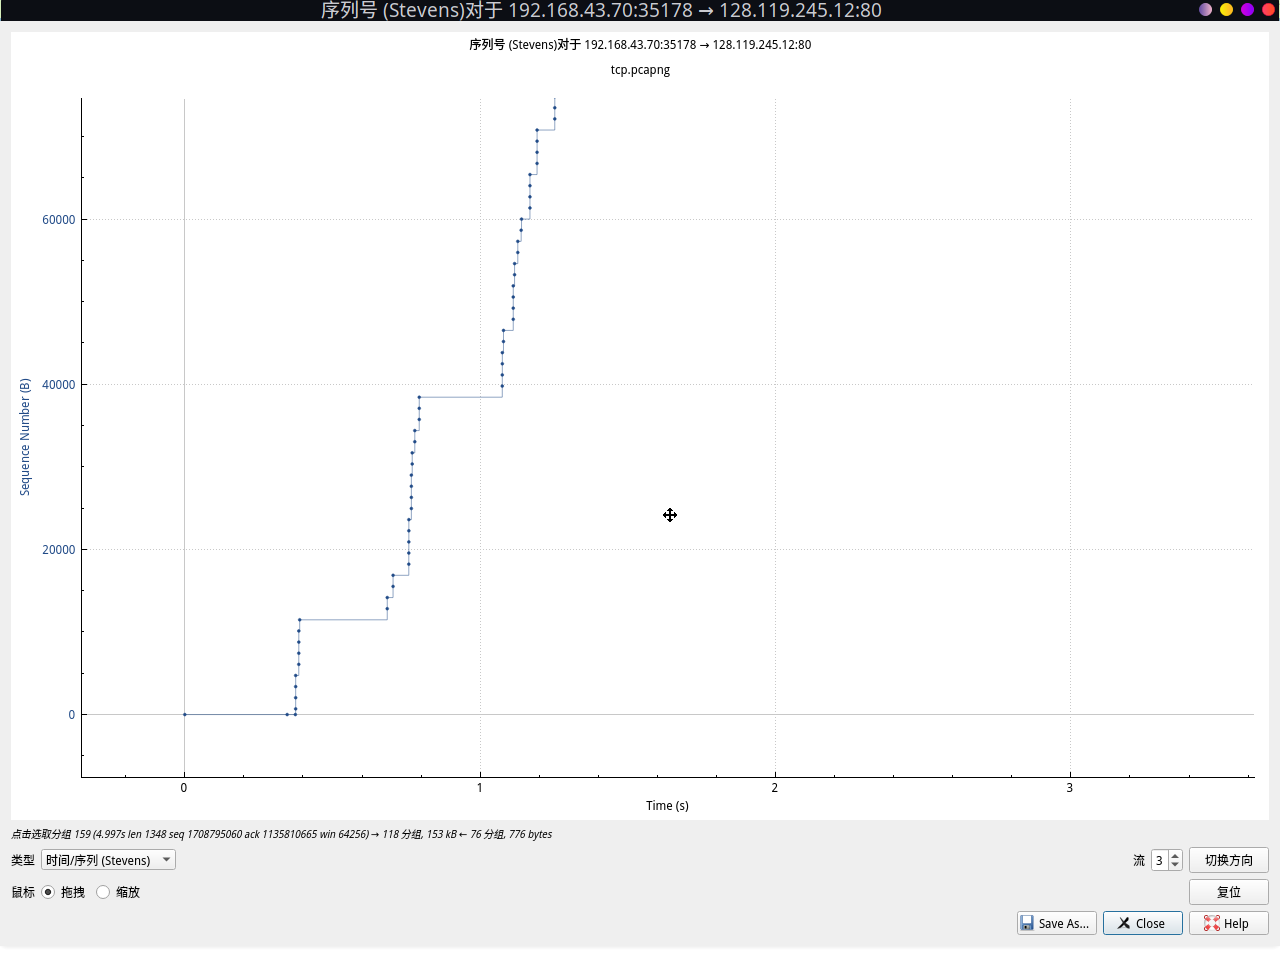 序列号 (Stevens)对于 192.168.43.70:35178 → 128.119.245.12:80
序列号 (Stevens)对于 192.168.43.70:35178 → 128.119.245.12:80
tcp.pcapng
60000
40000
20000
0
Sequence Number (B)
0 1 2 3
Time (s)
点击选取分组 159 (4.997s len 1348 seq 1708795060 ack 1135810665 win 64256) → 118 分组, 153 kB ← 76 分组, 776 bytes
类型 时间/序列 (Stevens) 流 3 切换方向
鼠标 拖拽 缩放 复位
Save As... Close Help